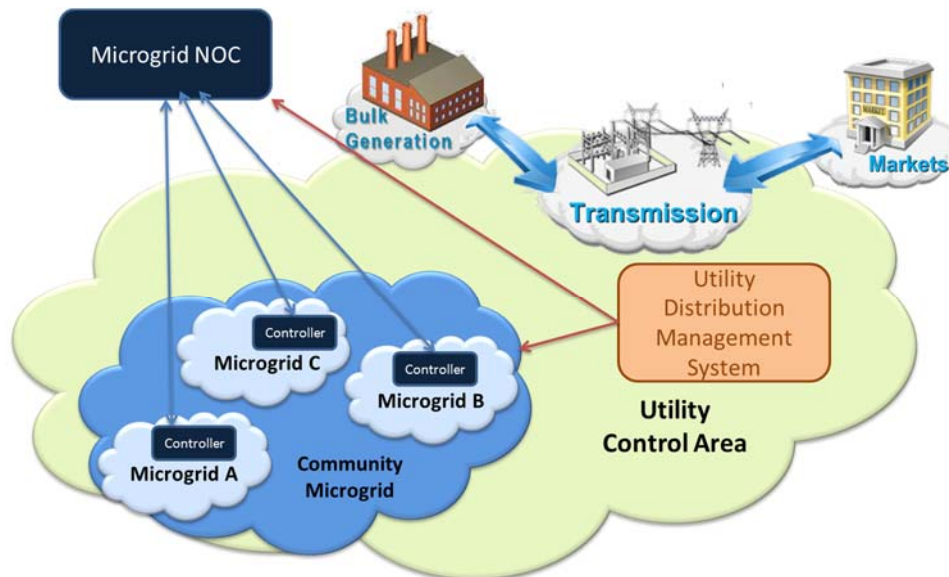 Microgrid NOC
Bulk
Generation
MARKET
Markets
Transmission
Utility
Distribution
Management
System
Controller
Microgrid C
Controller
Microgrid B
Utility
Control Area
Controller
Microgrid A
Community
Microgrid